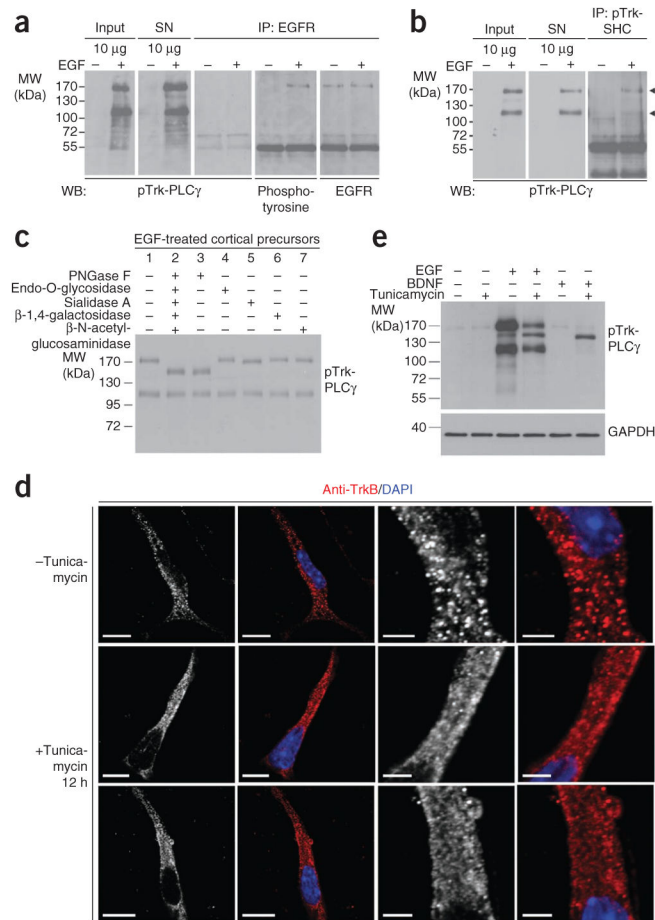 a
Input
SN
IP: EGFR
10 µg
10 µg
EGF – + – + – + – + – +
MW
(kDa)
170
130
100
72
55
WB:
pTrk-PLCγ
Phospho-
tyrosine
EGFR
b
Input
SN
IP: pTrk-
SHC
10 µg
10 µg
EGF – + – + – +
MW
(kDa)
170
130
100
72
55
WB:
pTrk-PLCγ
c
EGF-treated cortical precursors
1 2 3 4 5 6 7
PNGase F – + + – – – –
Endo-O-glycosidase – + – + – – –
Sialidase A – + – – + – –
β-1,4-galactosidase – + – – – + –
β-N-acetyl- – + – – – – +
glucosaminidase
MW
(kDa)
170
130
95
72
pTrk-
PLCγ
e
EGF – – + + – –
BDNF – – – – + +
Tunicamycin – + – + – +
MW
(kDa)
170
130
100
72
55
pTrk-
PLCγ
40
GAPDH
d
Anti-TrkB/DAPI
–Tunica-
mycin
+Tunica-
mycin
12 h